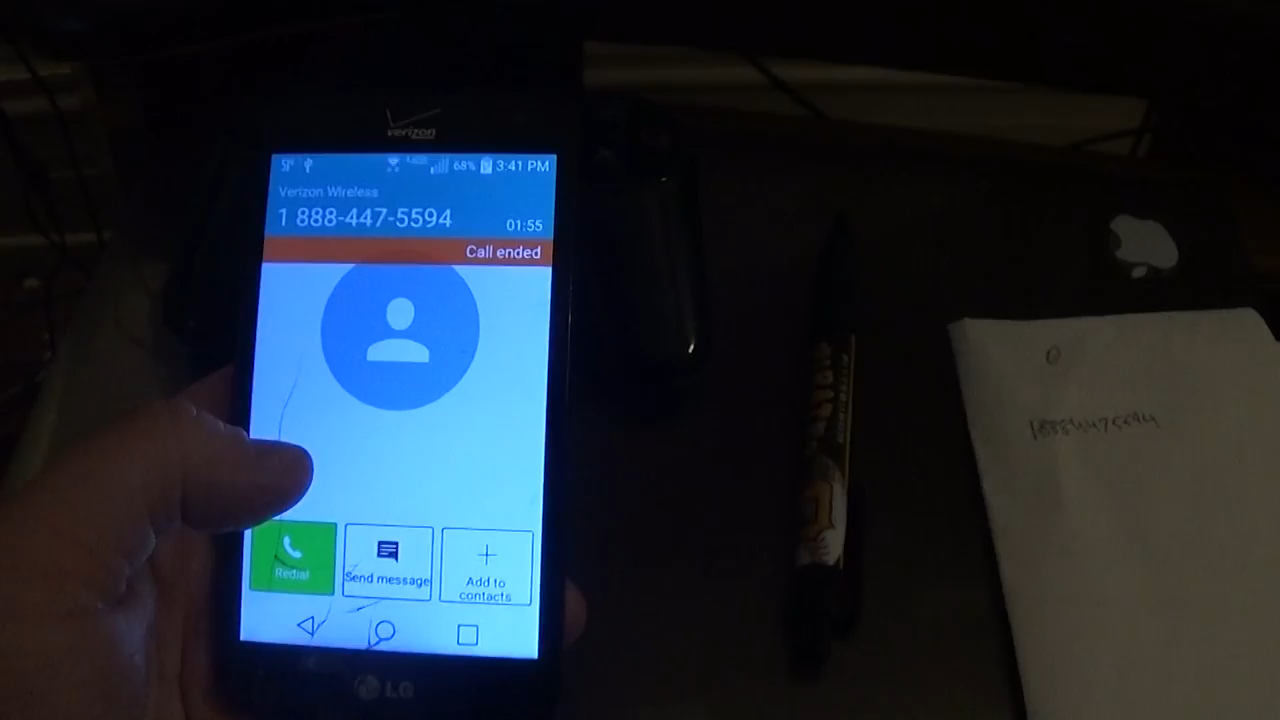 verizon
68% 3:41 PM
Verizon Wireless
1 888-447-5594
01:55
Call ended
Redial
Send message
Add to
contacts
LG
0
18884475594